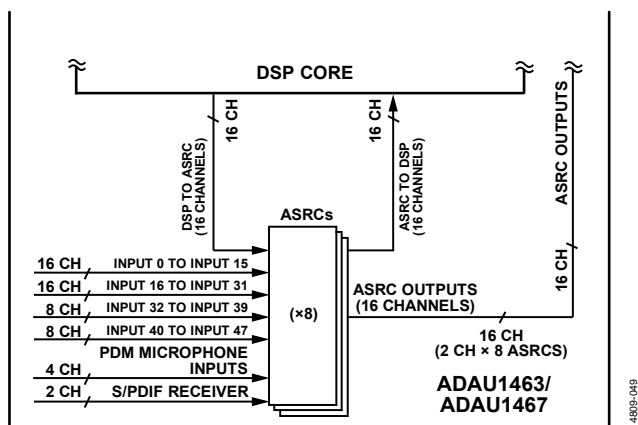 DSP CORE
16 CH
16 CH
DSP TO ASRC
(16 CHANNELS)
ASRC TO DSP
(16 CHANNELS)
ASRC OUTPUTS
16 CH
ASRCs
(×8)
16 CH
INPUT 0 TO INPUT 15
16 CH
INPUT 16 TO INPUT 31
8 CH
INPUT 32 TO INPUT 39
8 CH
INPUT 40 TO INPUT 47
PDM MICROPHONE
INPUTS
4 CH
2 CH
S/PDIF RECEIVER
ASRC OUTPUTS
(16 CHANNELS)
16 CH
(2 CH × 8 ASRCS)
ADAU1463/
ADAU1467
4809-049